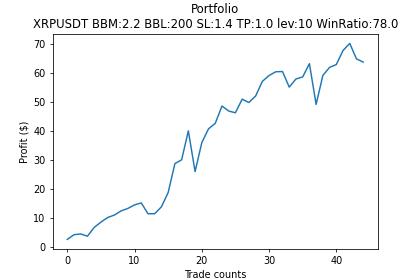 Portfolio
XRPUSDT BBM:2.2 BBL:200 SL:1.4 TP:1.0 lev:10 WinRatio:78.0
70
60
50
40
30
20
10
0
Profit ($)
0 10 20 30 40
Trade counts